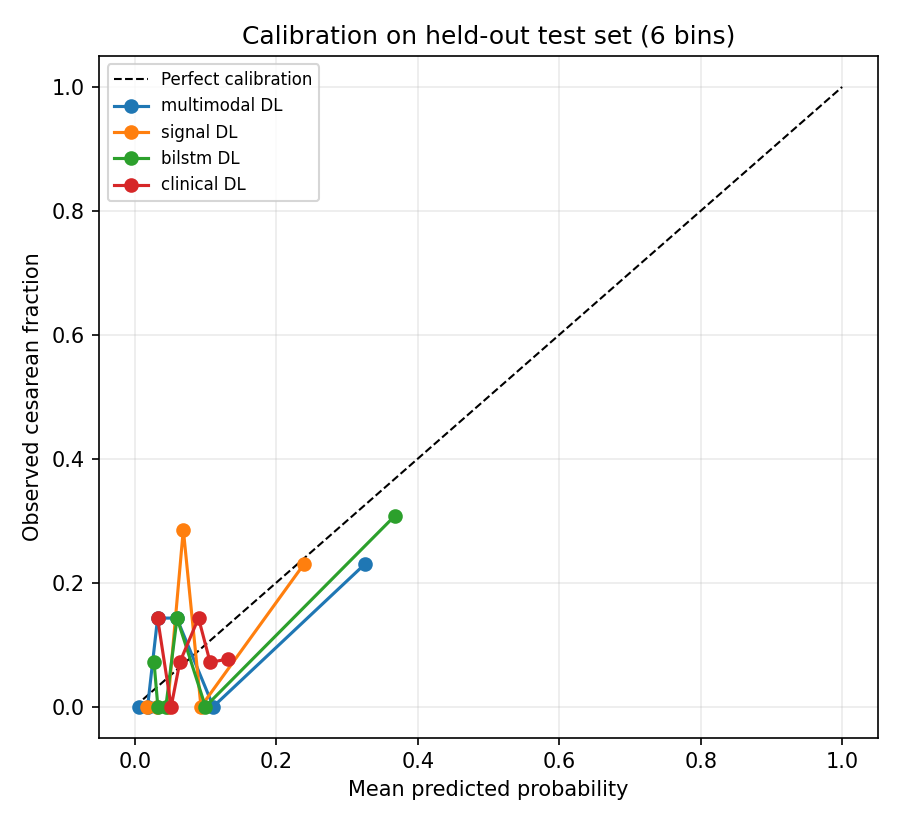 Calibration on held-out test set (6 bins)
Perfect calibration
multimodal DL
signal DL
bilstm DL
clinical DL
1.0
0.8
0.6
0.4
0.2
0.0
Observed cesarean fraction
0.0 0.2 0.4 0.6 0.8 1.0
Mean predicted probability